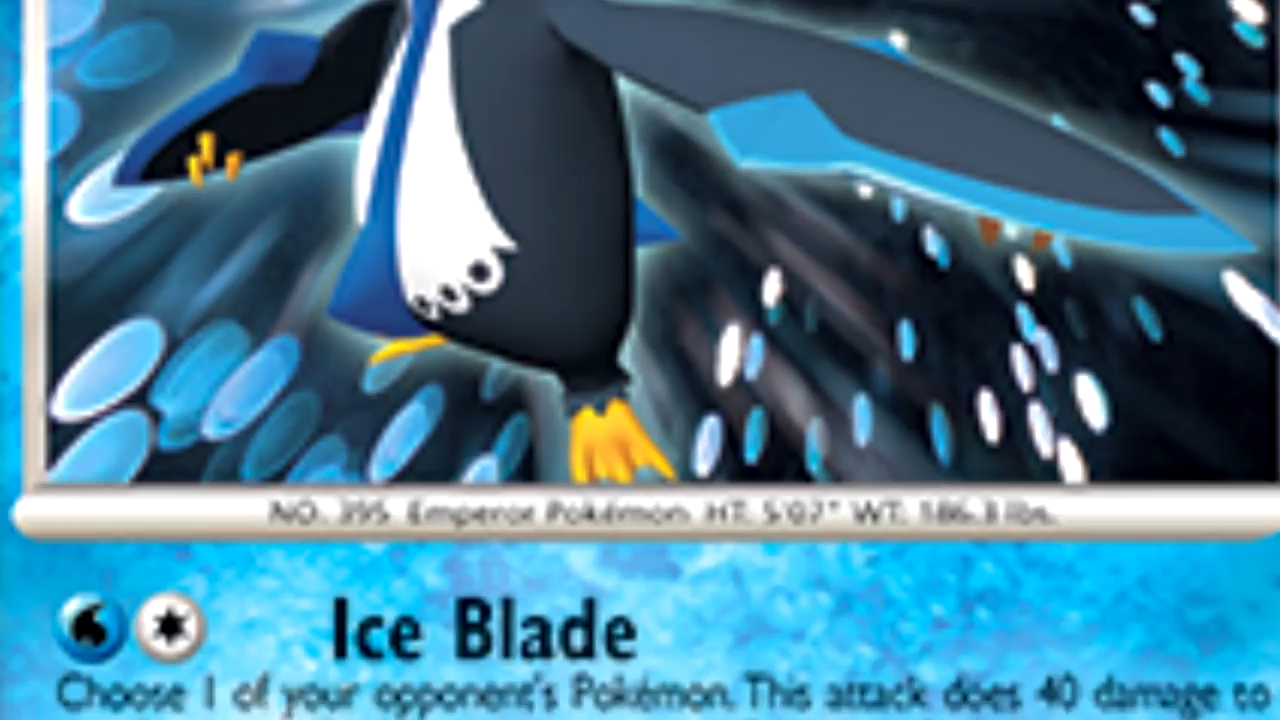 NO. 395 Emperor Pokémon HT: 5'07" WT: 186.3 lbs.
Ice Blade
Choose 1 of your opponent's Pokémon. This attack does 40 damage to